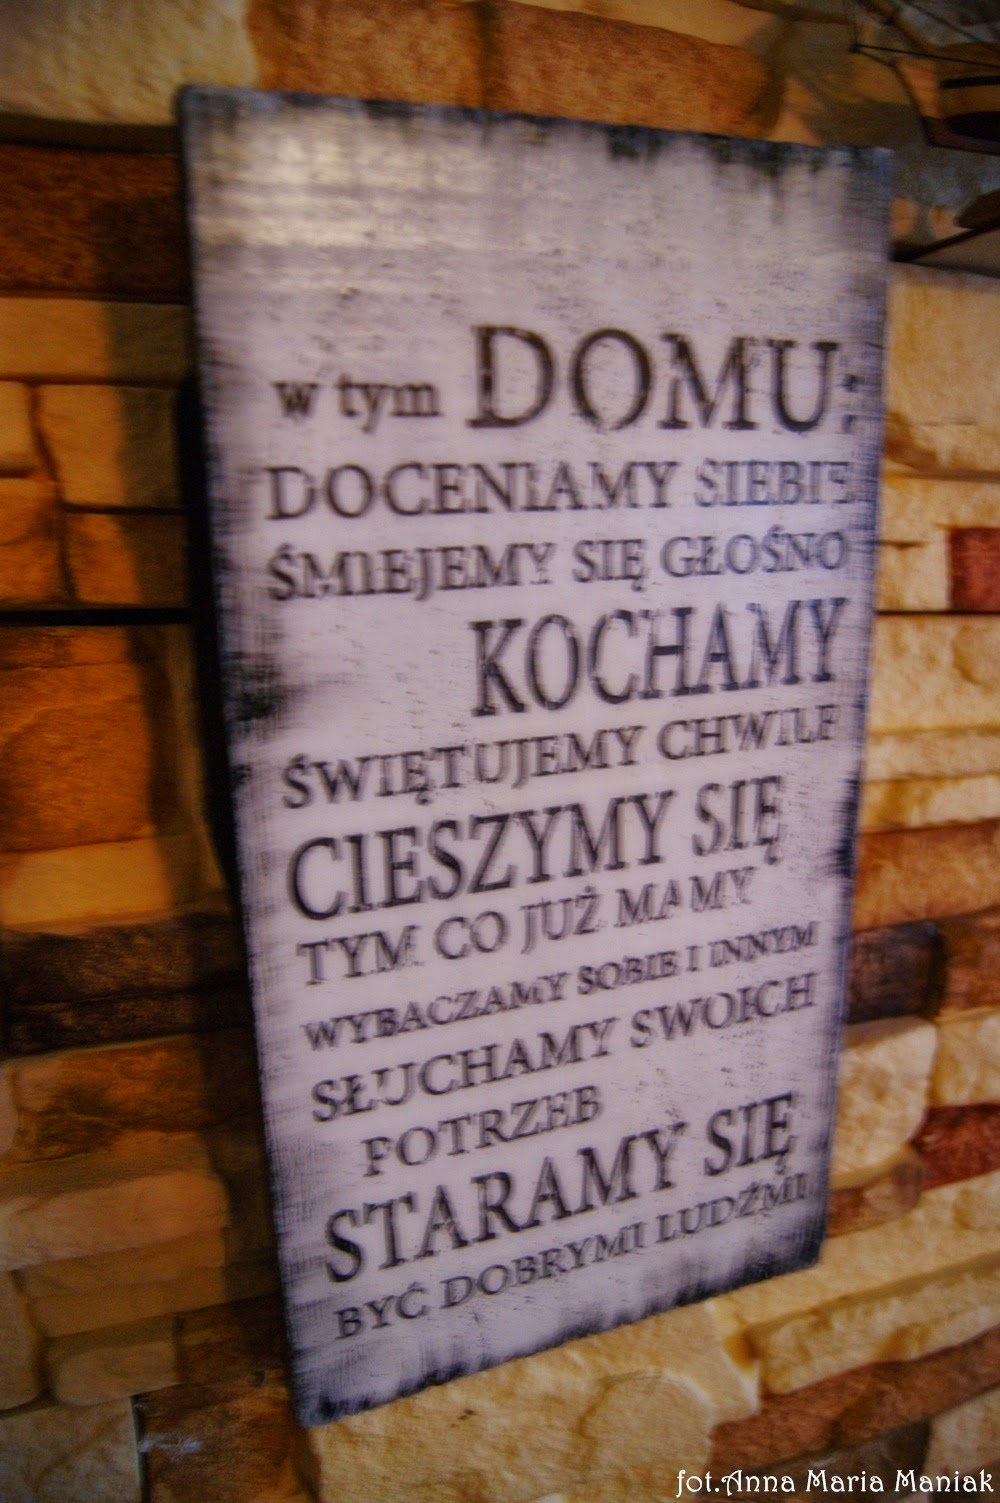 w tym DOMU:
DOCENIAMY SIEBIE
ŚMIEJEMY SIĘ GŁOŚNO
KOCHAMY
ŚWIĘTUJEMY CHWILE
CIESZYMY SIĘ
TYM CO JUŻ MAMY
WYBACZAMY SOBIE I INNYM
SŁUCHAMY SWOICH
POTRZEB
STARAMY SIĘ
BYĆ DOBRYMI LUDŹMI
fot.Anna Maria Maniak